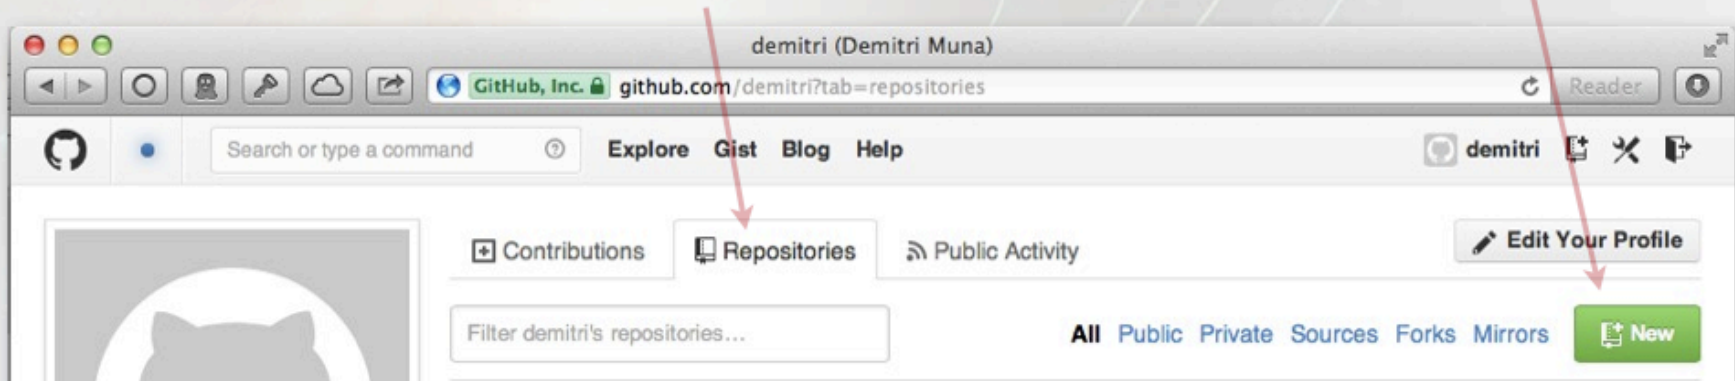 demitri (Demitri Muna)
GitHub, Inc. github.com/demitri?tab=repositories Reader
Search or type a command Explore Gist Blog Help demitri
Contributions Repositories Public Activity Edit Your Profile
Filter demitri's repositories... All Public Private Sources Forks Mirrors New